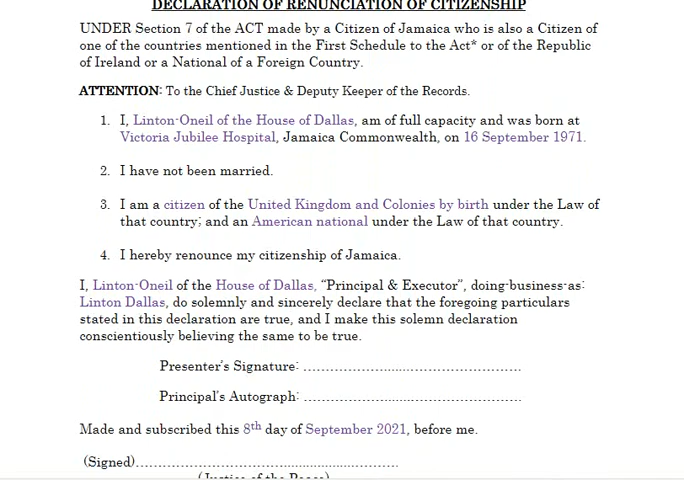 DECLARATION OF RENUNCIATION OF CITIZENSHIP
UNDER Section 7 of the ACT made by a Citizen of Jamaica who is also a Citizen of
one of the countries mentioned in the First Schedule to the Act* or of the Republic
of Ireland or a National of a Foreign Country.
ATTENTION: To the Chief Justice & Deputy Keeper of the Records.
1. I, Linton-Oneil of the House of Dallas, am of full capacity and was born at
Victoria Jubilee Hospital, Jamaica Commonwealth, on 16 September 1971.
2. I have not been married.
3. I am a citizen of the United Kingdom and Colonies by birth under the Law of
that country; and an American national under the Law of that country.
4. I hereby renounce my citizenship of Jamaica.
I, Linton-Oneil of the House of Dallas, “Principal & Executor”, doing-business-as:
Linton Dallas, do solemnly and sincerely declare that the foregoing particulars
stated in this declaration are true, and I make this solemn declaration
conscientiously believing the same to be true.
Presenter's Signature: ................................................
Principal's Autograph: ................................................
Made and subscribed this 8th day of September 2021, before me.
(Signed)..........................................................
(Justice of the Peace)